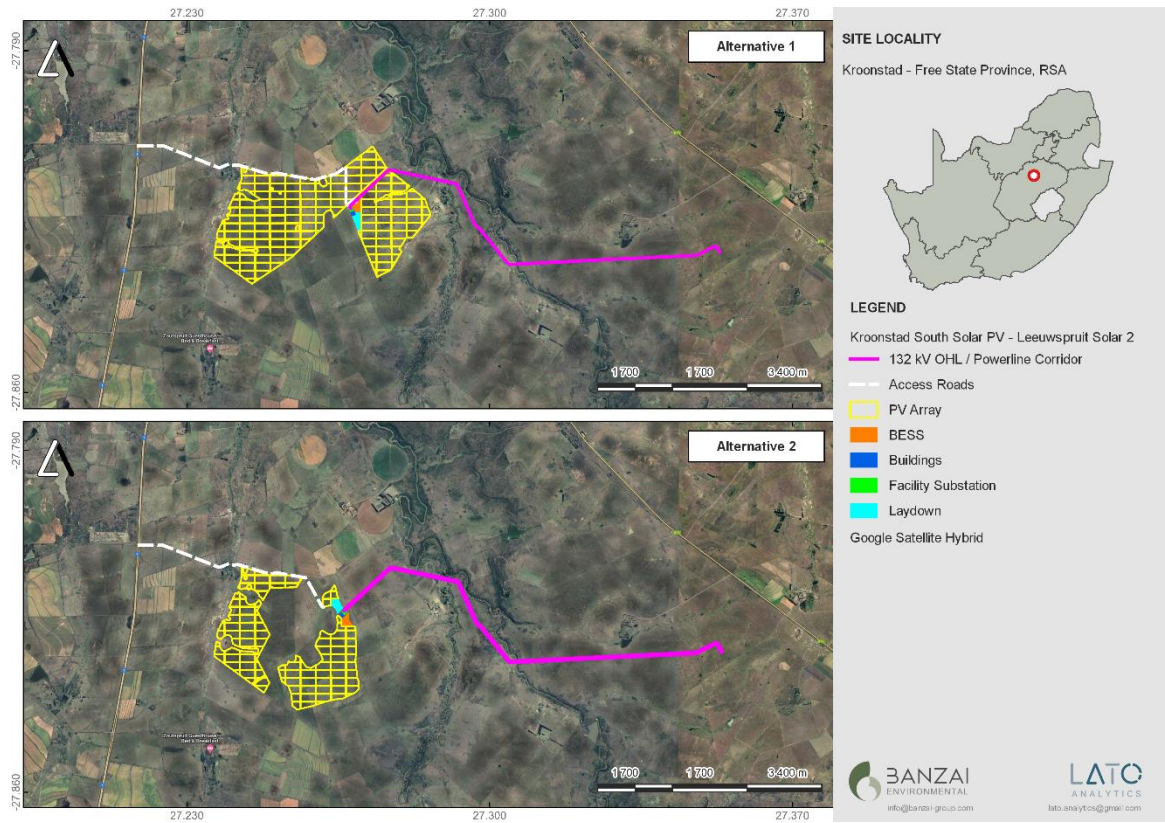 27.230
27.300
27.370
-27.790
Alternative 1
-27.860
1 700
1 700
3 400 m
-27.790
Alternative 2
-27.860
1 700
1 700
3 400 m
27.230
27.300
27.370
SITE LOCALITY
Kroonstad - Free State Province, RSA
LEGEND
Kroonstad South Solar PV - Leeuwspruit Solar 2
132 kV OHL / Powerline Corridor
Access Roads
PV Array
BESS
Buildings
Facility Substation
Laydown
Google Satellite Hybrid
BANZAI
ENVIRONMENTAL
info@banzai-group.com
LATO
ANALYTICS
lato.analytics@gmail.com